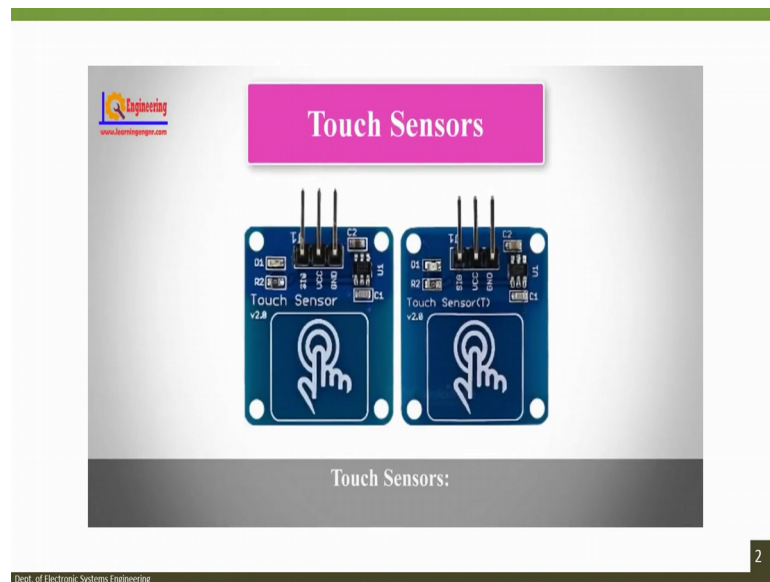 Engineering
www.learningengnr.com
Touch Sensors
C2
D1
R2
SIG
VCC
GND
U1
C1
Touch Sensor
v2.0
C2
D1
R2
SIG
VCC
GND
U1
C1
Touch Sensor(T)
v2.0
Touch Sensors:
2
Dept. of Electronic Systems Engineering